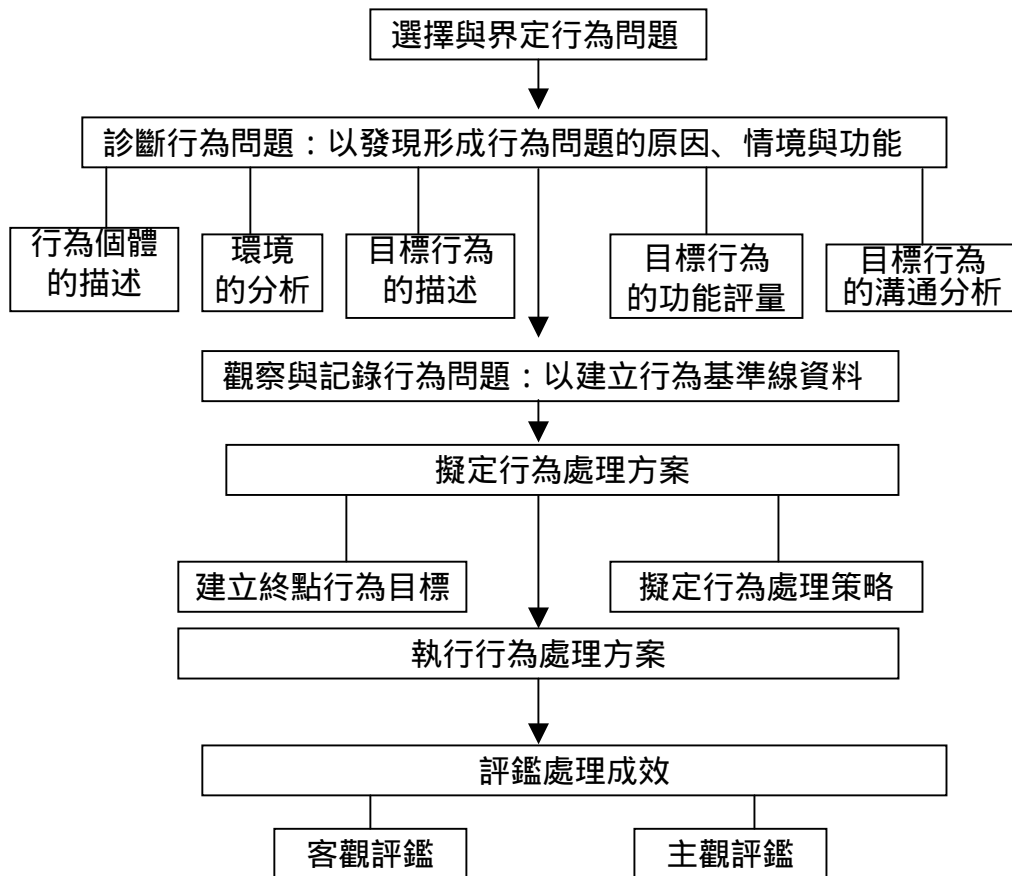 選擇與界定行為問題
診斷行為問題：以發現形成行為問題的原因、情境與功能
行為個體
的描述
環境
的分析
目標行為
的描述
目標行為
的功能評量
目標行為
的溝通分析
觀察與記錄行為問題：以建立行為基準線資料
擬定行為處理方案
建立終點行為目標
擬定行為處理策略
執行行為處理方案
評鑑處理成效
客觀評鑑
主觀評鑑